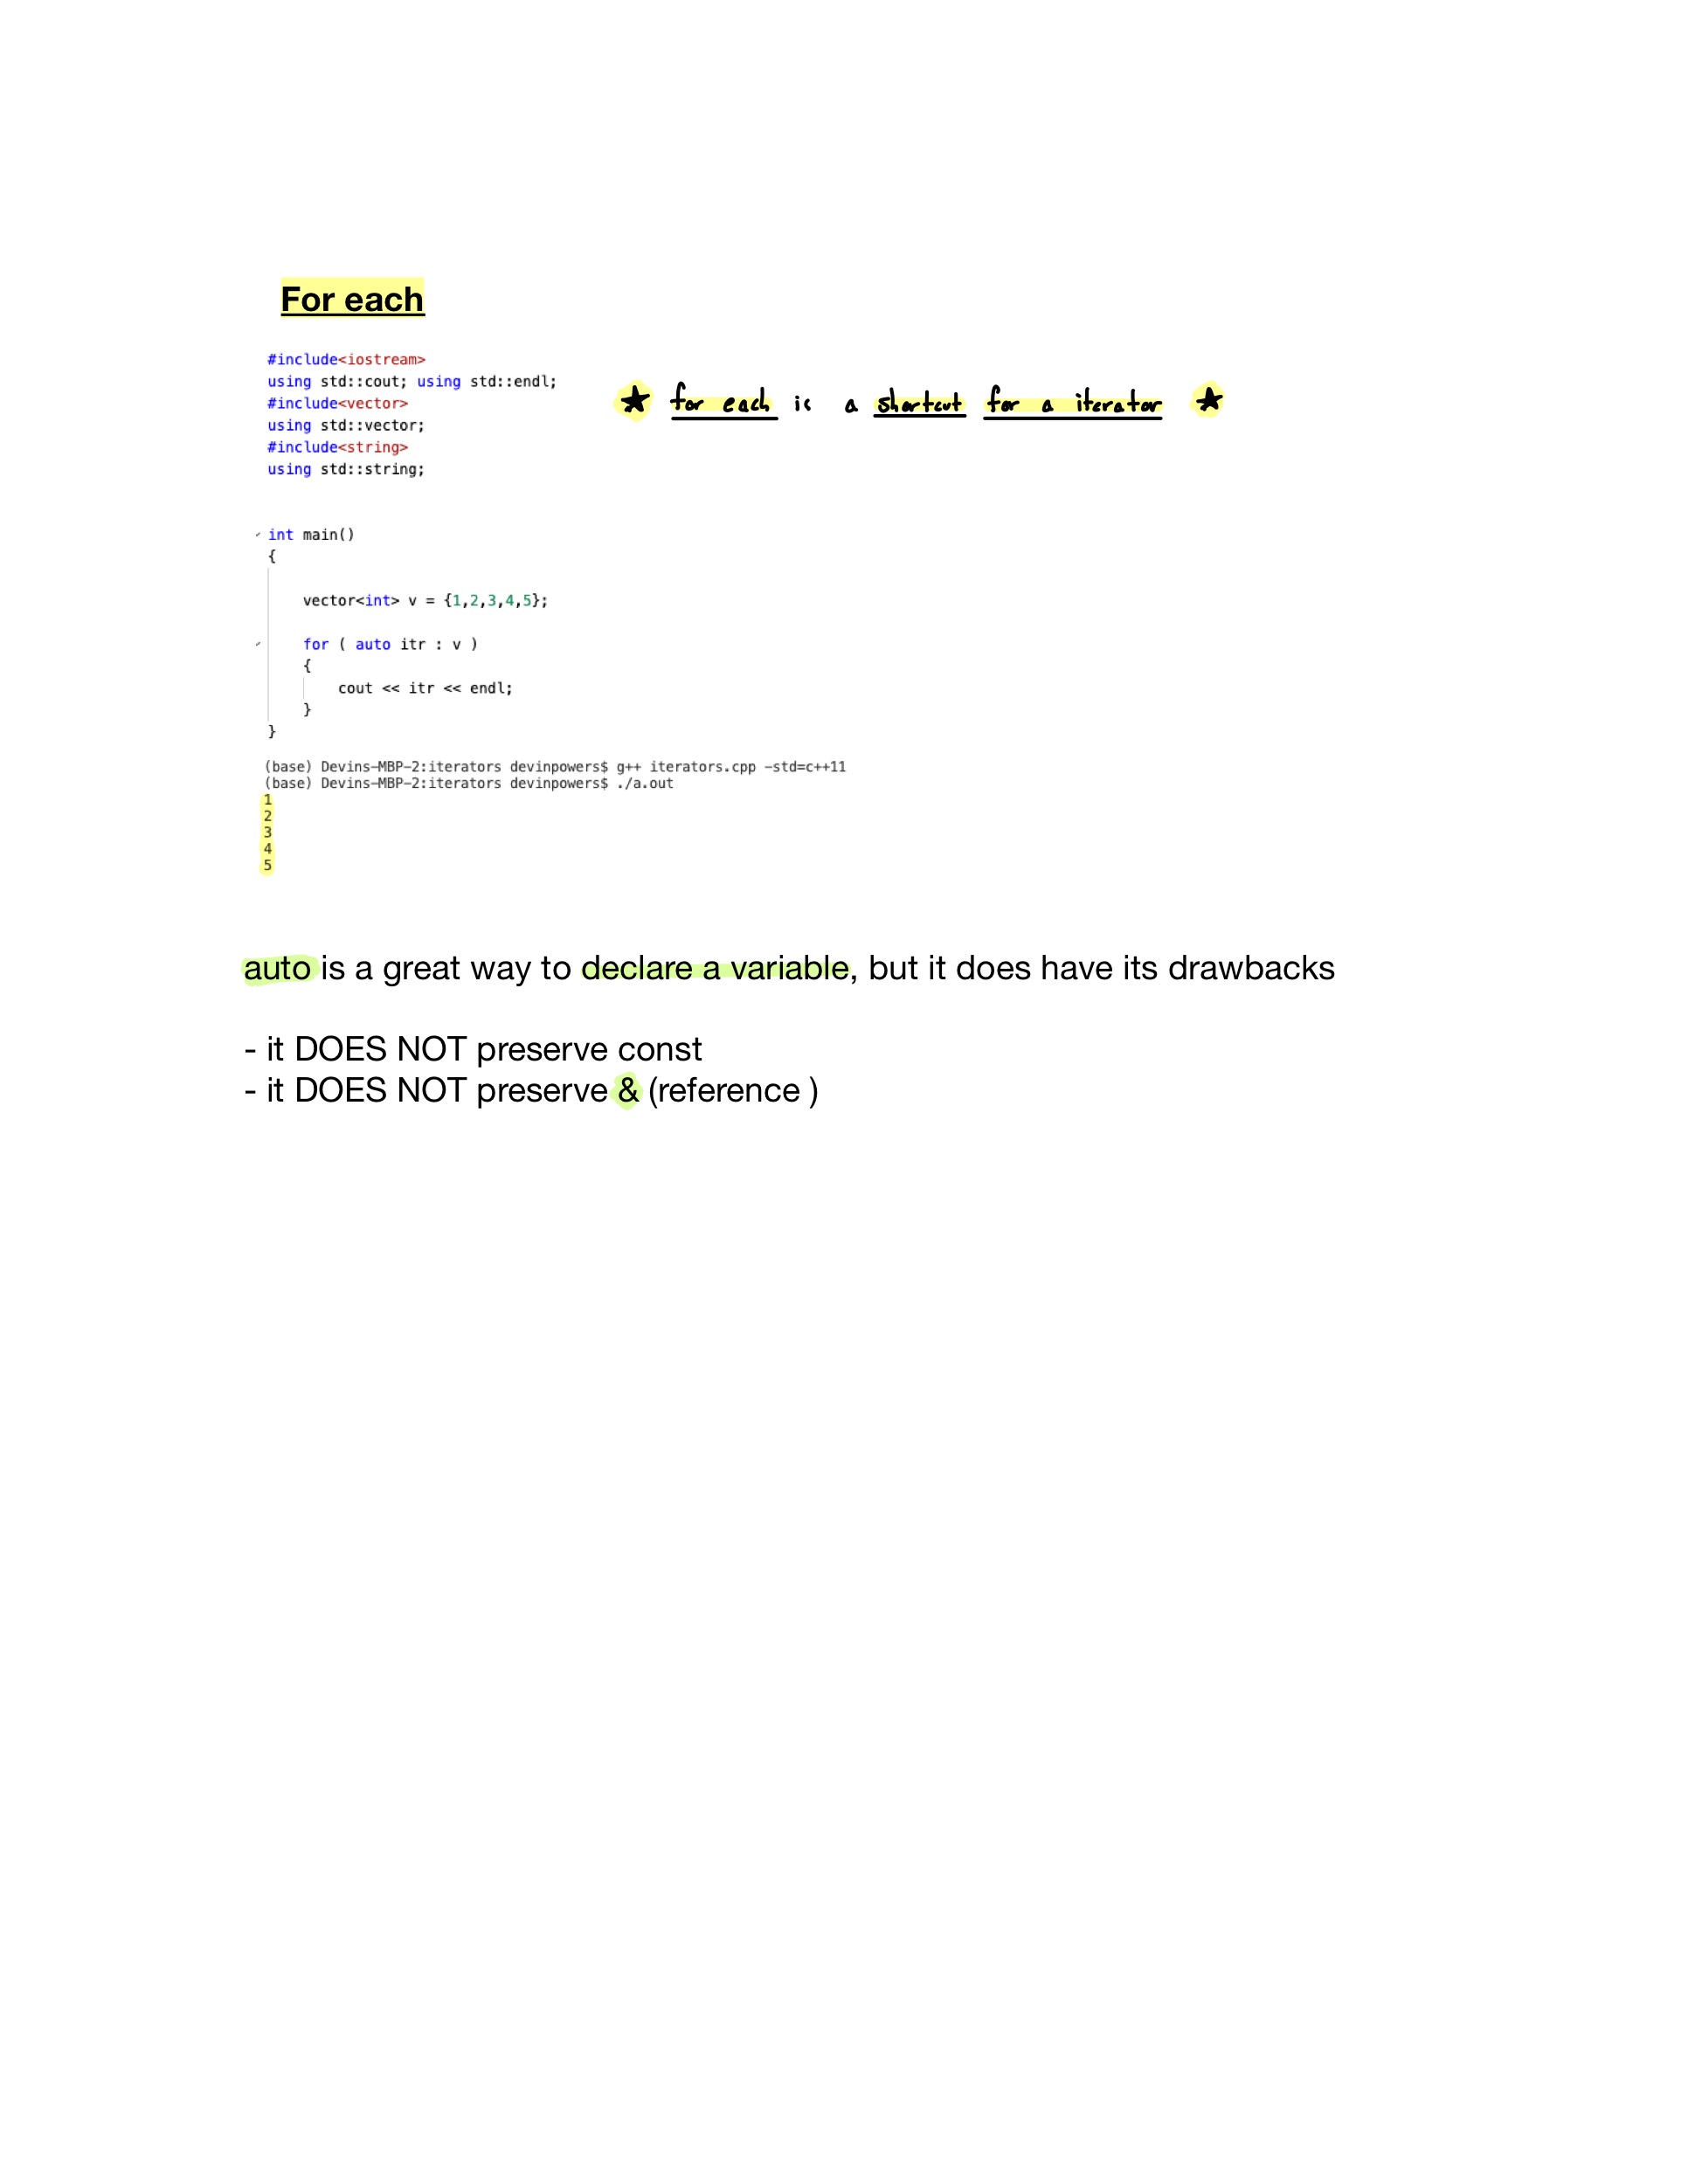 For each
#include<iostream>
using std::cout; using std::endl;
#include<vector>
using std::vector;
#include<string>
using std::string;
★ for each is a shortcut for a iterator ★
int main()
{
vector<int> v = {1,2,3,4,5};
for ( auto itr : v )
{
cout << itr << endl;
}
}
(base) Devins-MBP-2:iterators devinpowers$ g++ iterators.cpp -std=c++11
(base) Devins-MBP-2:iterators devinpowers$ ./a.out
1
2
3
4
5
auto is a great way to declare a variable, but it does have its drawbacks
- it DOES NOT preserve const
- it DOES NOT preserve & (reference )